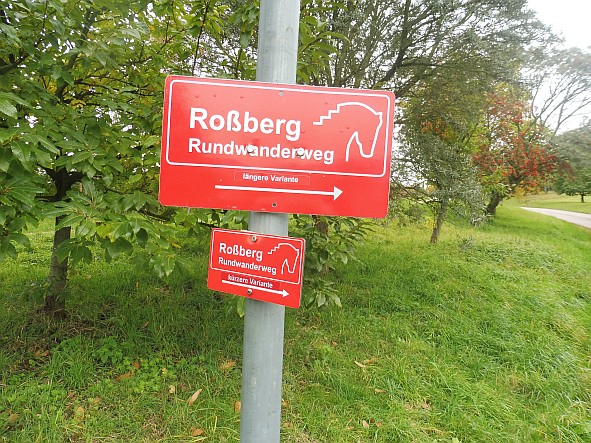 Roßberg
Rundwanderweg
längere Variante
Roßberg
Rundwanderweg
kürzere Variante